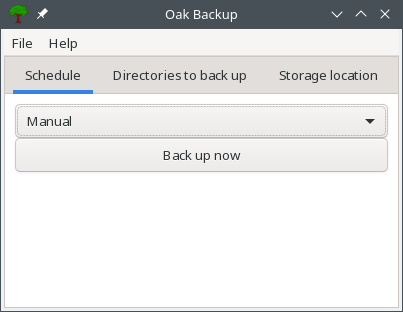 Oak Backup
File Help
Schedule Directories to back up Storage location
Manual
Back up now